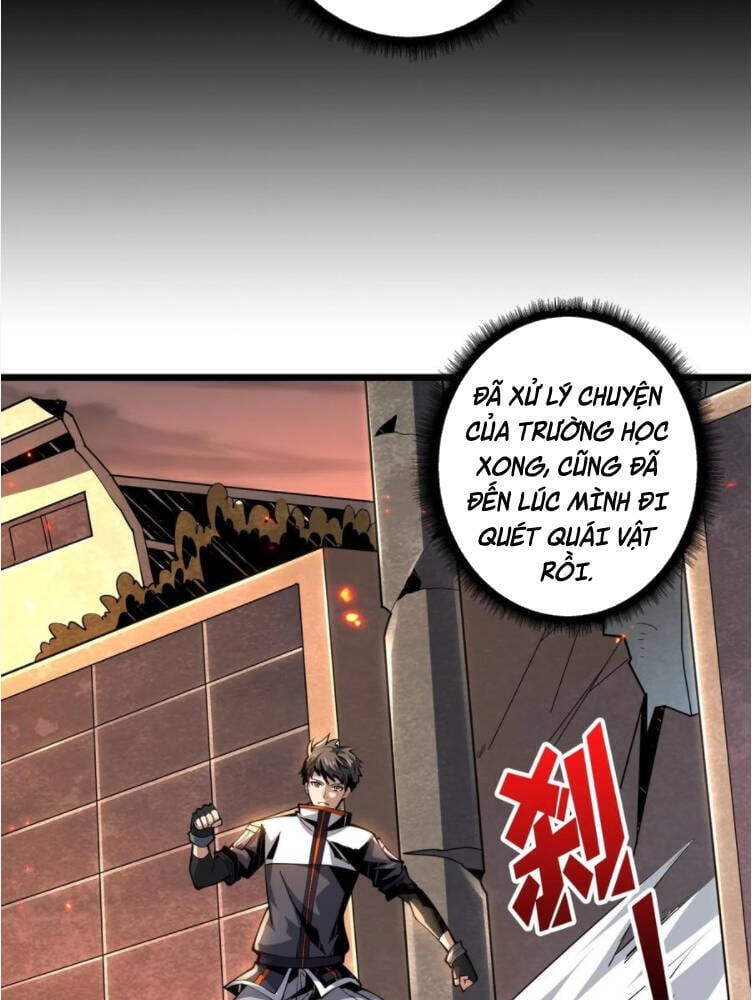 ĐÃ XỬ LÝ CHUYỆN
CỦA TRƯỜNG HỌC
XONG, CŨNG ĐÃ
ĐẾN LÚC MÌNH ĐI
QUÉT QUÁI VẬT
RỒI.
刹